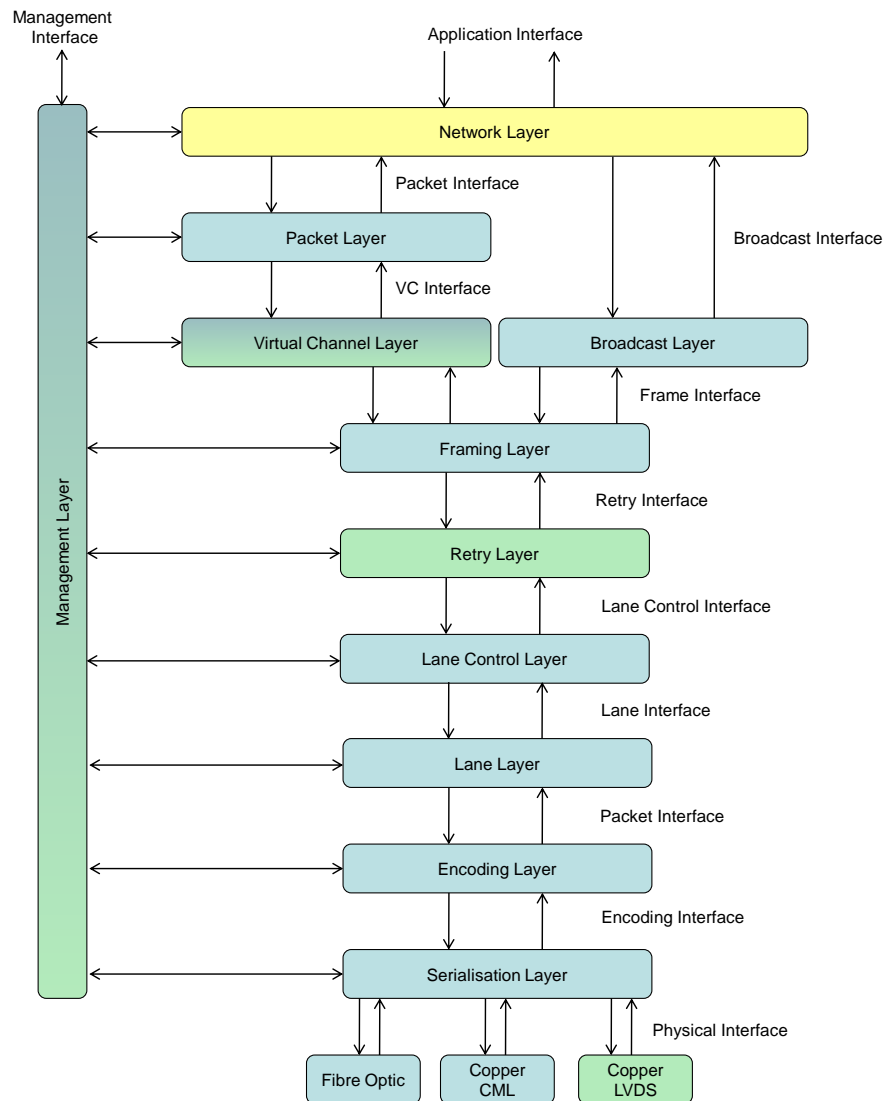 Management
Interface
Application Interface
Network Layer
Packet Interface
Packet Layer
Broadcast Interface
VC Interface
Virtual Channel Layer
Broadcast Layer
Frame Interface
Framing Layer
Retry Interface
Management Layer
Retry Layer
Lane Control Interface
Lane Control Layer
Lane Interface
Lane Layer
Packet Interface
Encoding Layer
Encoding Interface
Serialisation Layer
Physical Interface
Fibre Optic
Copper
CML
Copper
LVDS